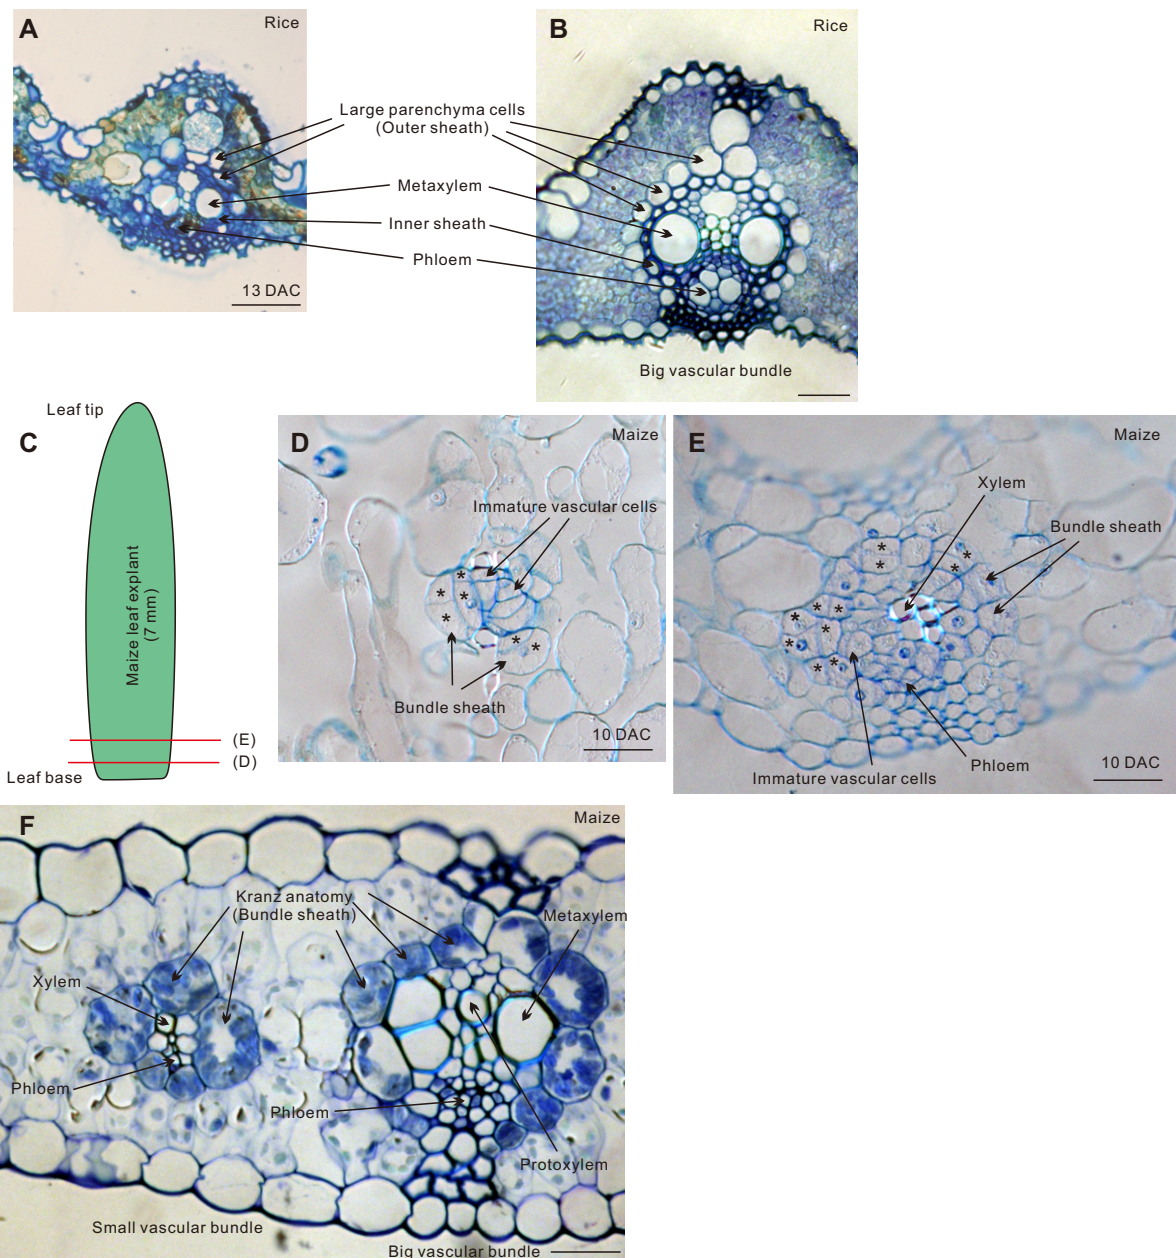 A
Rice
13 DAC
Large parenchyma cells
(Outer sheath)
Metaxylem
Inner sheath
Phloem
B
Rice
Big vascular bundle
C
Leaf tip
Maize leaf explant
(7 mm)
(E)
(D)
Leaf base
D
Maize
Immature vascular cells
* * * * * *
Bundle sheath
10 DAC
E
Maize
Xylem
Bundle sheath
* * * * * * * * * * *
Immature vascular cells
Phloem
10 DAC
F
Maize
Kranz anatomy
(Bundle sheath)
Metaxylem
Xylem
Phloem
Phloem
Protoxylem
Small vascular bundle
Big vascular bundle